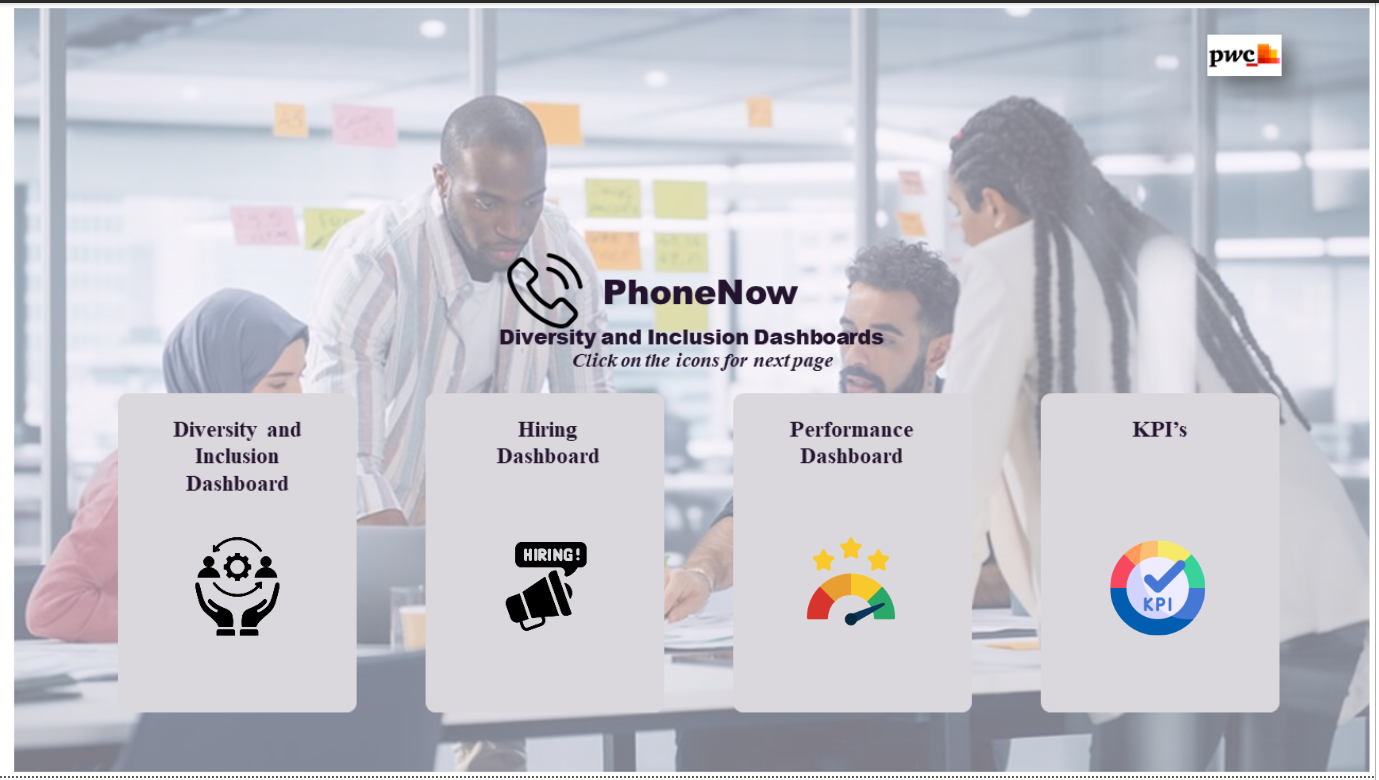 pwc
PhoneNow
Diversity and Inclusion Dashboards
Click on the icons for next page
Diversity and
Inclusion
Dashboard
Hiring
Dashboard
Performance
Dashboard
KPI’s
HIRING!
KPI